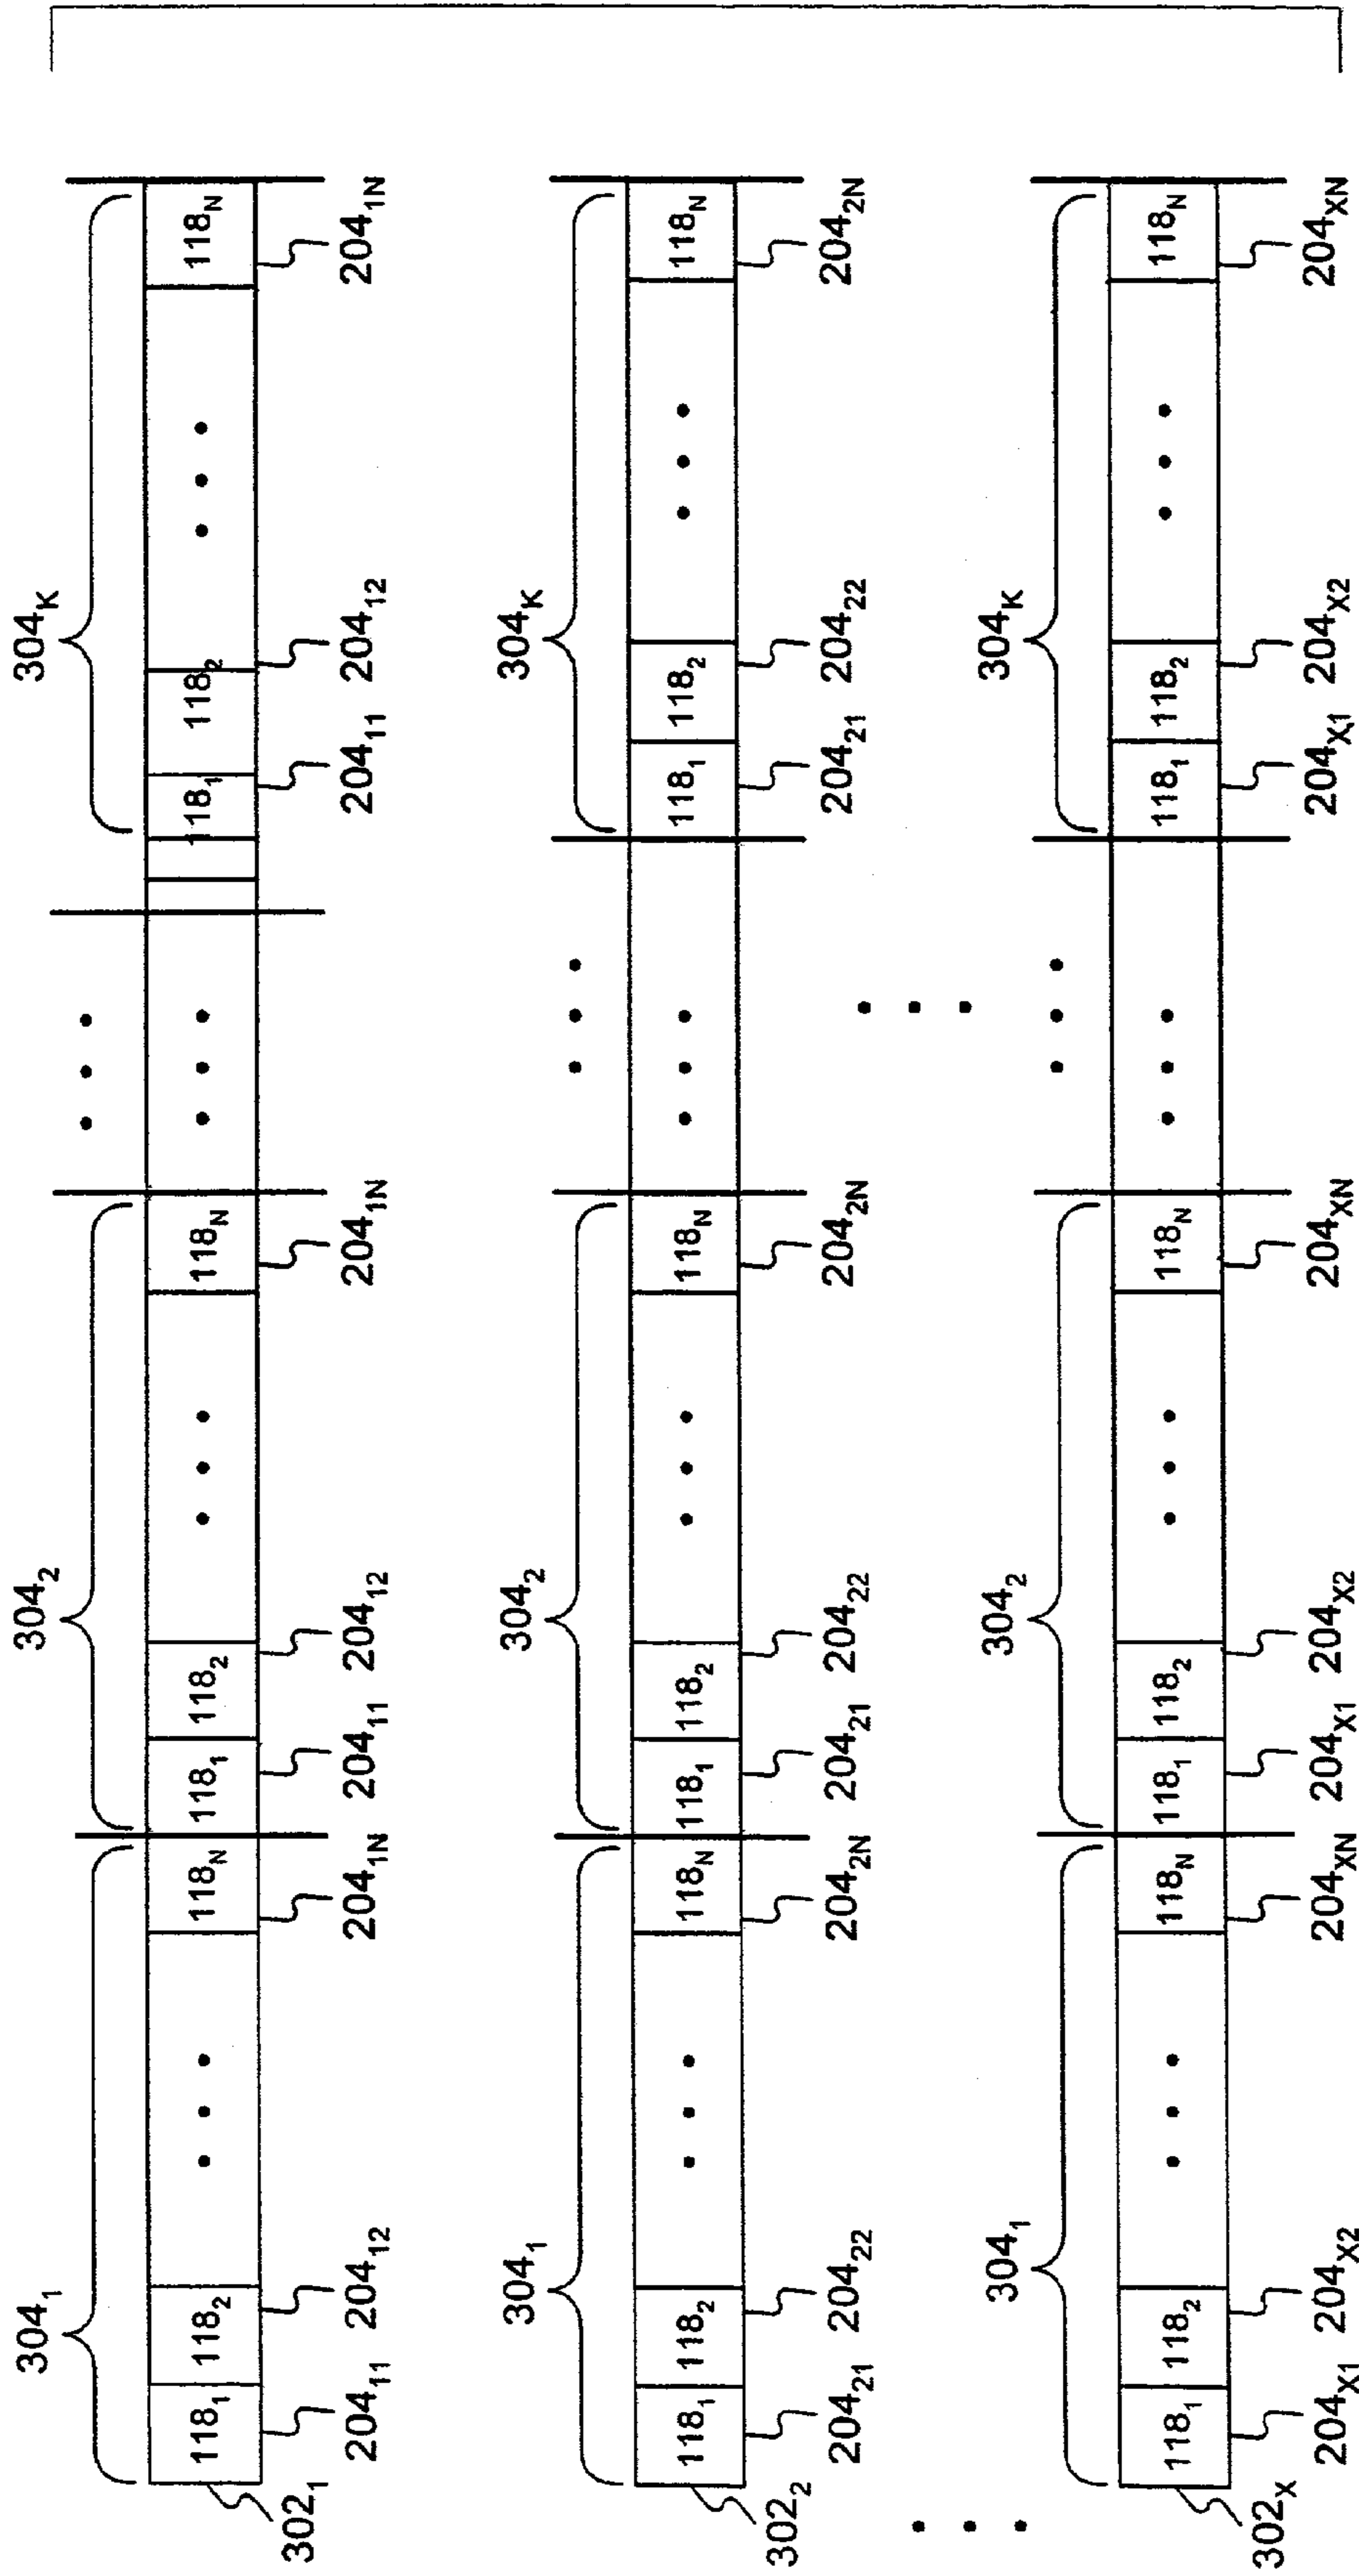 304₁ 304₂ 304ₖ
118₁ 118₂ 118ₙ 118₁ 118₂ 118ₙ 118₁ 118₂ 118ₙ
302₁ 204₁₁ 204₁₂ 204₁N 204₁₁ 204₁₂ 204₁N 204₁₁ 204₁₂ 204₁N
304₁ 304₂ 304ₖ
118₁ 118₂ 118ₙ 118₁ 118₂ 118ₙ 118₁ 118₂ 118ₙ
302₂ 204₂₁ 204₂₂ 204₂N 204₂₁ 204₂₂ 204₂N 204₂₁ 204₂₂ 204₂N
304₁ 304₂ 304ₖ
118₁ 118₂ 118ₙ 118₁ 118₂ 118ₙ 118₁ 118₂ 118ₙ
302X 204X1 204X2 204XN 204X1 204X2 204XN 204X1 204X2 204XN